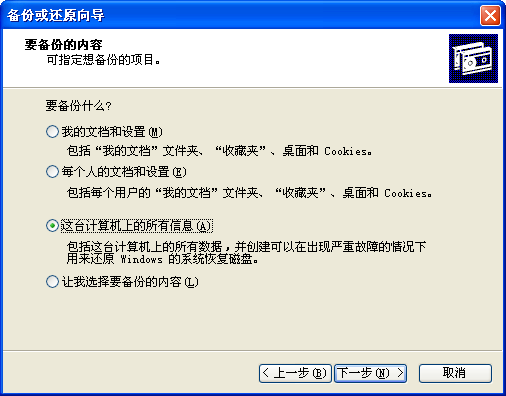 备份或还原向导
要备份的内容
可指定想备份的项目。
要备份什么?
我的文档和设置(M)
包括“我的文档”文件夹、“收藏夹”、桌面和 Cookies。
每个人的文档和设置(E)
包括每个用户的“我的文档”文件夹、“收藏夹”、桌面和 Cookies。
这台计算机上的所有信息(A)
包括这台计算机上的所有数据，并创建可以在出现严重故障的情况下
用来还原 Windows 的系统恢复磁盘。
让我选择要备份的内容(L)
< 上一步(B) 下一步(N) > 取消